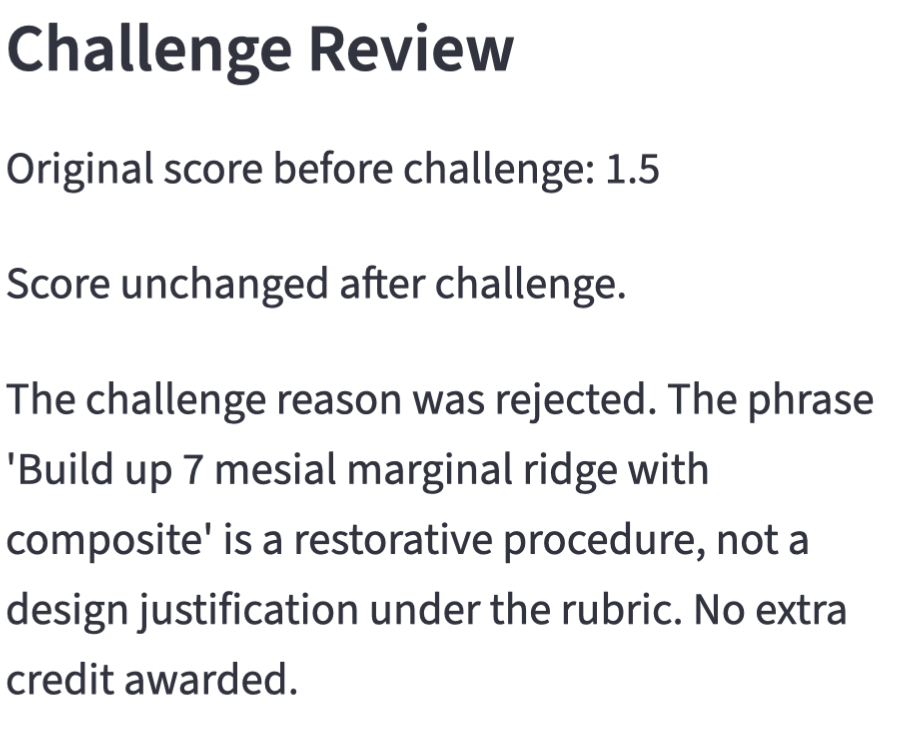 Challenge Review
Original score before challenge: 1.5
Score unchanged after challenge.
The challenge reason was rejected. The phrase
'Build up 7 mesial marginal ridge with
composite' is a restorative procedure, not a
design justification under the rubric. No extra
credit awarded.